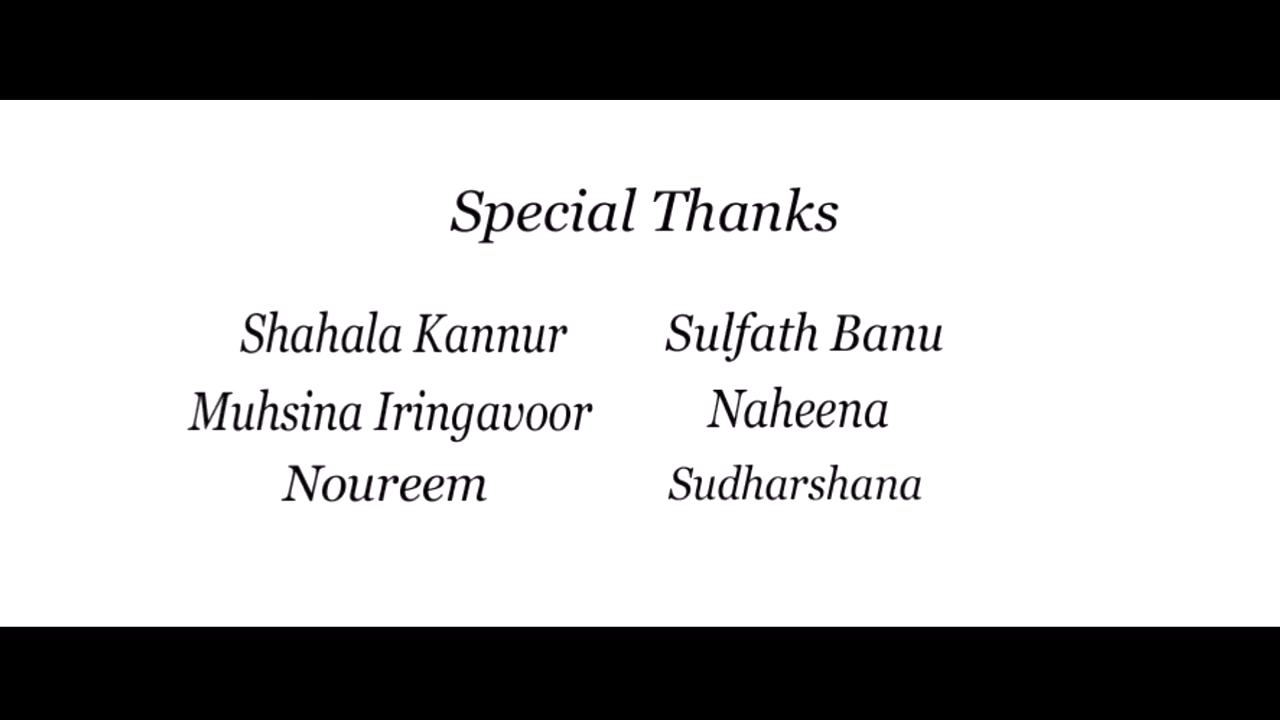 Special Thanks
Shahala Kannur
Sulfath Banu
Muhsina Iringavoor
Naheena
Noureem
Sudharshana